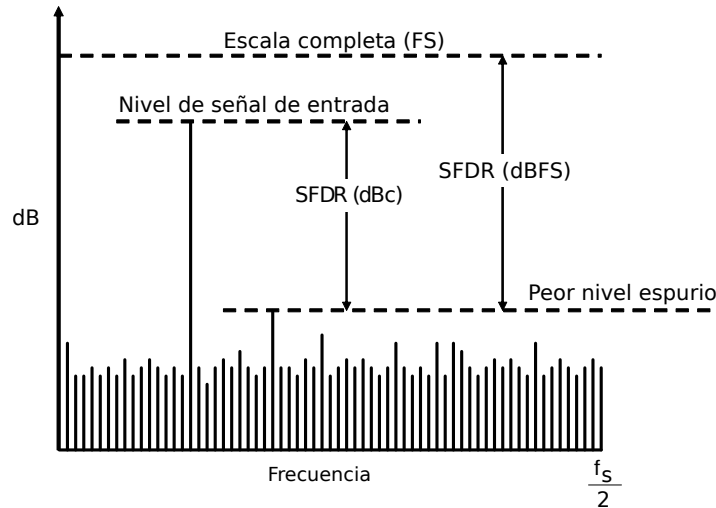 Escala completa (FS)
Nivel de señal de entrada
SFDR (dBFS)
SFDR (dBc)
dB
Peor nivel espurio
Frecuencia
fs
2